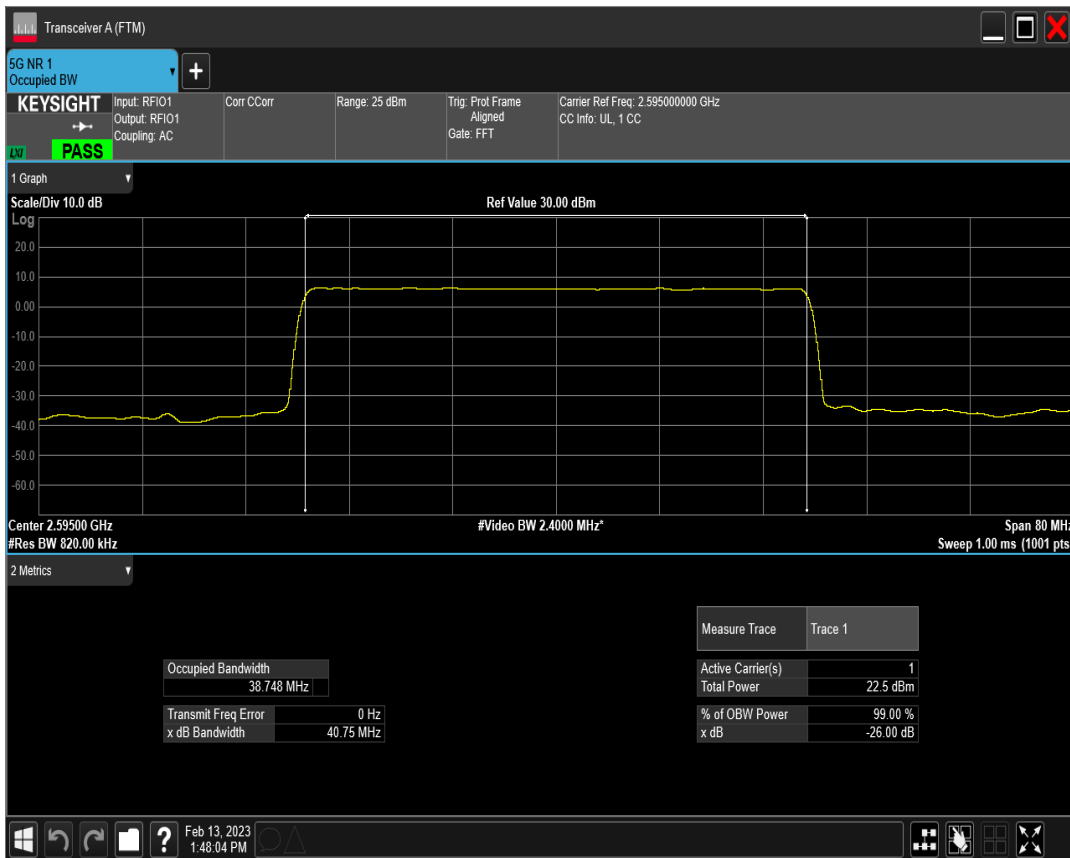 Transceiver A (FTM)
5G NR 1
Occupied BW
+
KEYSIGHT
LXI
PASS
Input: RFIO1
Output: RFIO1
Coupling: AC
Corr CCorr
Range: 25 dBm
Trig: Prot Frame
Aligned
Gate: FFT
Carrier Ref Freq: 2.595000000 GHz
CC Info: UL, 1 CC
1 Graph
Scale/Div 10.0 dB
Ref Value 30.00 dBm
Log
20.0
10.0
0.00
-10.0
-20.0
-30.0
-40.0
-50.0
-60.0
Center 2.59500 GHz
#Video BW 2.4000 MHz*
Span 80 MHz
#Res BW 820.00 kHz
Sweep 1.00 ms (1001 pts
2 Metrics
Measure Trace Trace 1
Occupied Bandwidth
38.748 MHz
Active Carrier(s) 1
Total Power 22.5 dBm
Transmit Freq Error 0 Hz
x dB Bandwidth 40.75 MHz
% of OBW Power 99.00 %
x dB -26.00 dB
?
Feb 13, 2023
1:48:04 PM